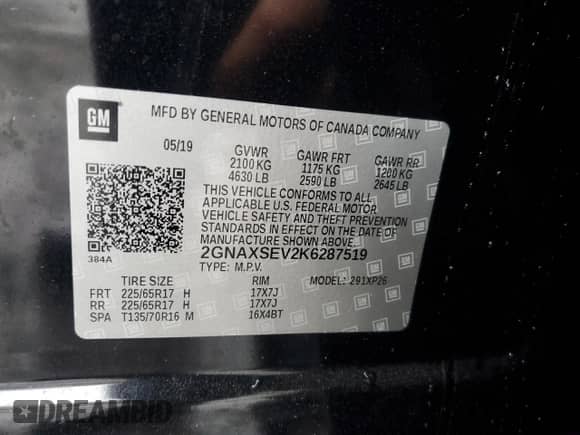 GM
MFD BY GENERAL MOTORS OF CANADA COMPANY
05/19 GVWR GAWR FRT GAWR RR
2100 KG 1175 KG 1200 KG
4630 LB 2590 LB 2645 LB
THIS VEHICLE CONFORMS TO ALL
APPLICABLE U.S. FEDERAL MOTOR
VEHICLE SAFETY AND THEFT PREVENTION
STANDARDS IN EFFECT ON THE DATE OF
MANUFACTURE SHOWN ABOVE.
384A 2GNAXSEV2K6287519
TYPE: M.P.V. MODEL: 291XP26
TIRE SIZE RIM
FRT 225/65R17 H 17X7J
RR 225/65R17 H 17X7J
SPA T135/70R16 M 16X4BT
DREAMBID